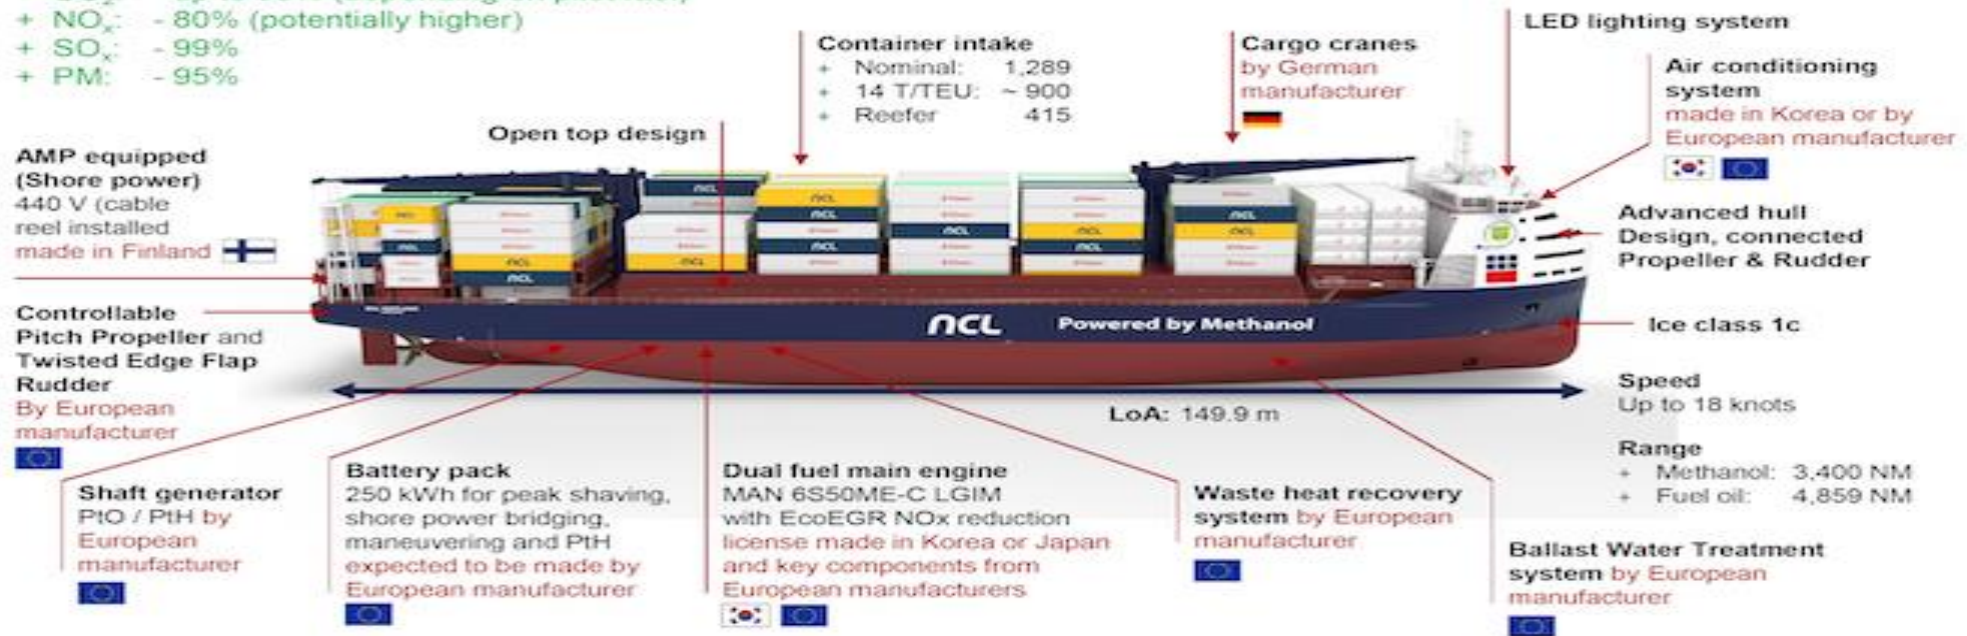 + NOx: - 80% (potentially higher)
+ SOx: - 99%
+ PM: - 95%
Container intake
+ Nominal: 1,289
+ 14 T/TEU: ~ 900
+ Reefer 415
Cargo cranes
by German
manufacturer
LED lighting system
Air conditioning
system
made in Korea or by
European manufacturer
Open top design
AMP equipped
(Shore power)
440 V (cable
reel installed
made in Finland
Advanced hull
Design, connected
Propeller & Rudder
Controllable
Pitch Propeller and
Twisted Edge Flap
Rudder
By European
manufacturer
ncl Powered by Methanol
Ice class 1c
LoA: 149.9 m
Speed
Up to 18 knots
Range
+ Methanol: 3,400 NM
+ Fuel oil: 4,859 NM
Shaft generator
PtO / PtH by
European
manufacturer
Battery pack
250 kWh for peak shaving,
shore power bridging,
maneuvering and PtH
expected to be made by
European manufacturer
Dual fuel main engine
MAN 6S50ME-C LGIM
with EcoEGR NOx reduction
license made in Korea or Japan
and key components from
European manufacturers
Waste heat recovery
system by European
manufacturer
Ballast Water Treatment
system by European
manufacturer